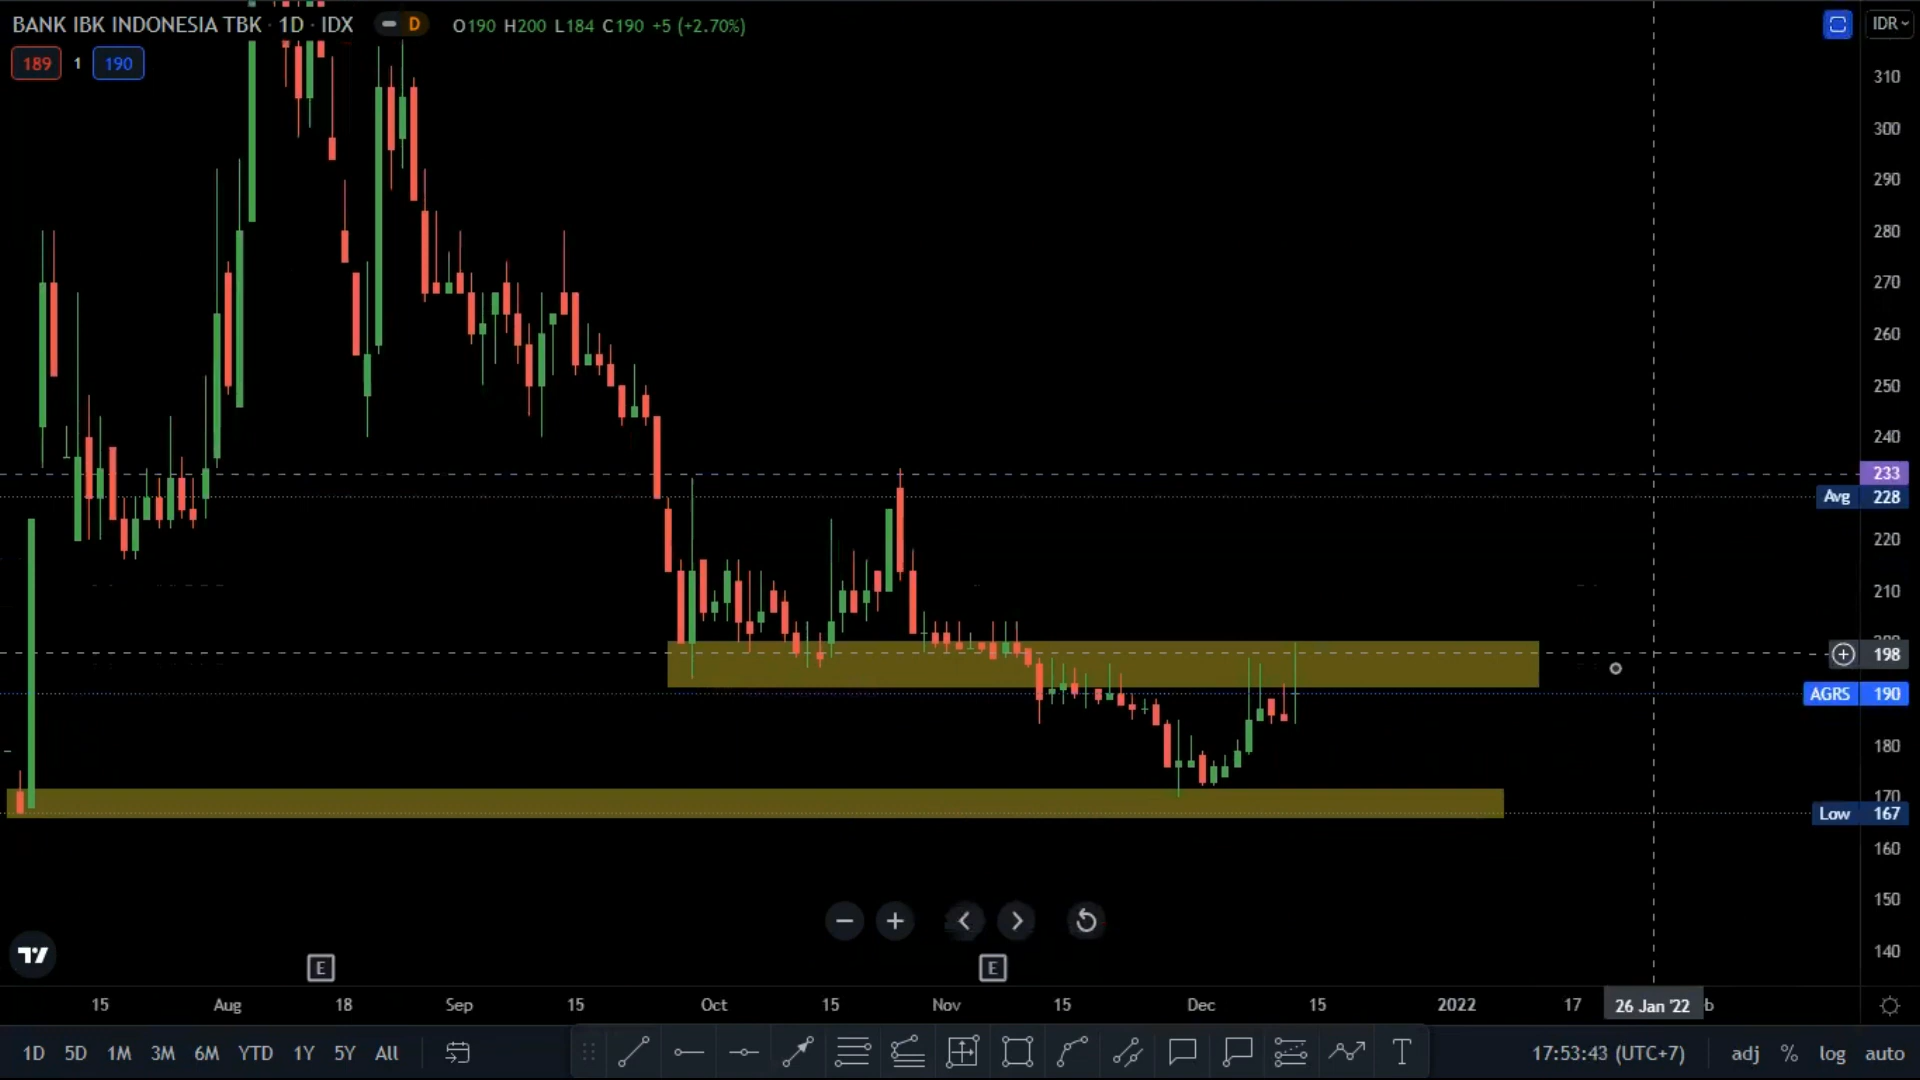 BANK IBK INDONESIA TBK · 1D · IDX D O190 H200 L184 C190 +5 (+2.70%) IDR
189 1 190
310
300
290
280
270
260
250
240
233
Avg 228
220
210
198
AGRS 190
180
170
Low 167
160
150
140
E E
15 Aug 18 Sep 15 Oct 15 Nov 15 Dec 15 2022 17 26 Jan '22 b
1D 5D 1M 3M 6M YTD 1Y 5Y All T 17:53:43 (UTC+7) adj % log auto